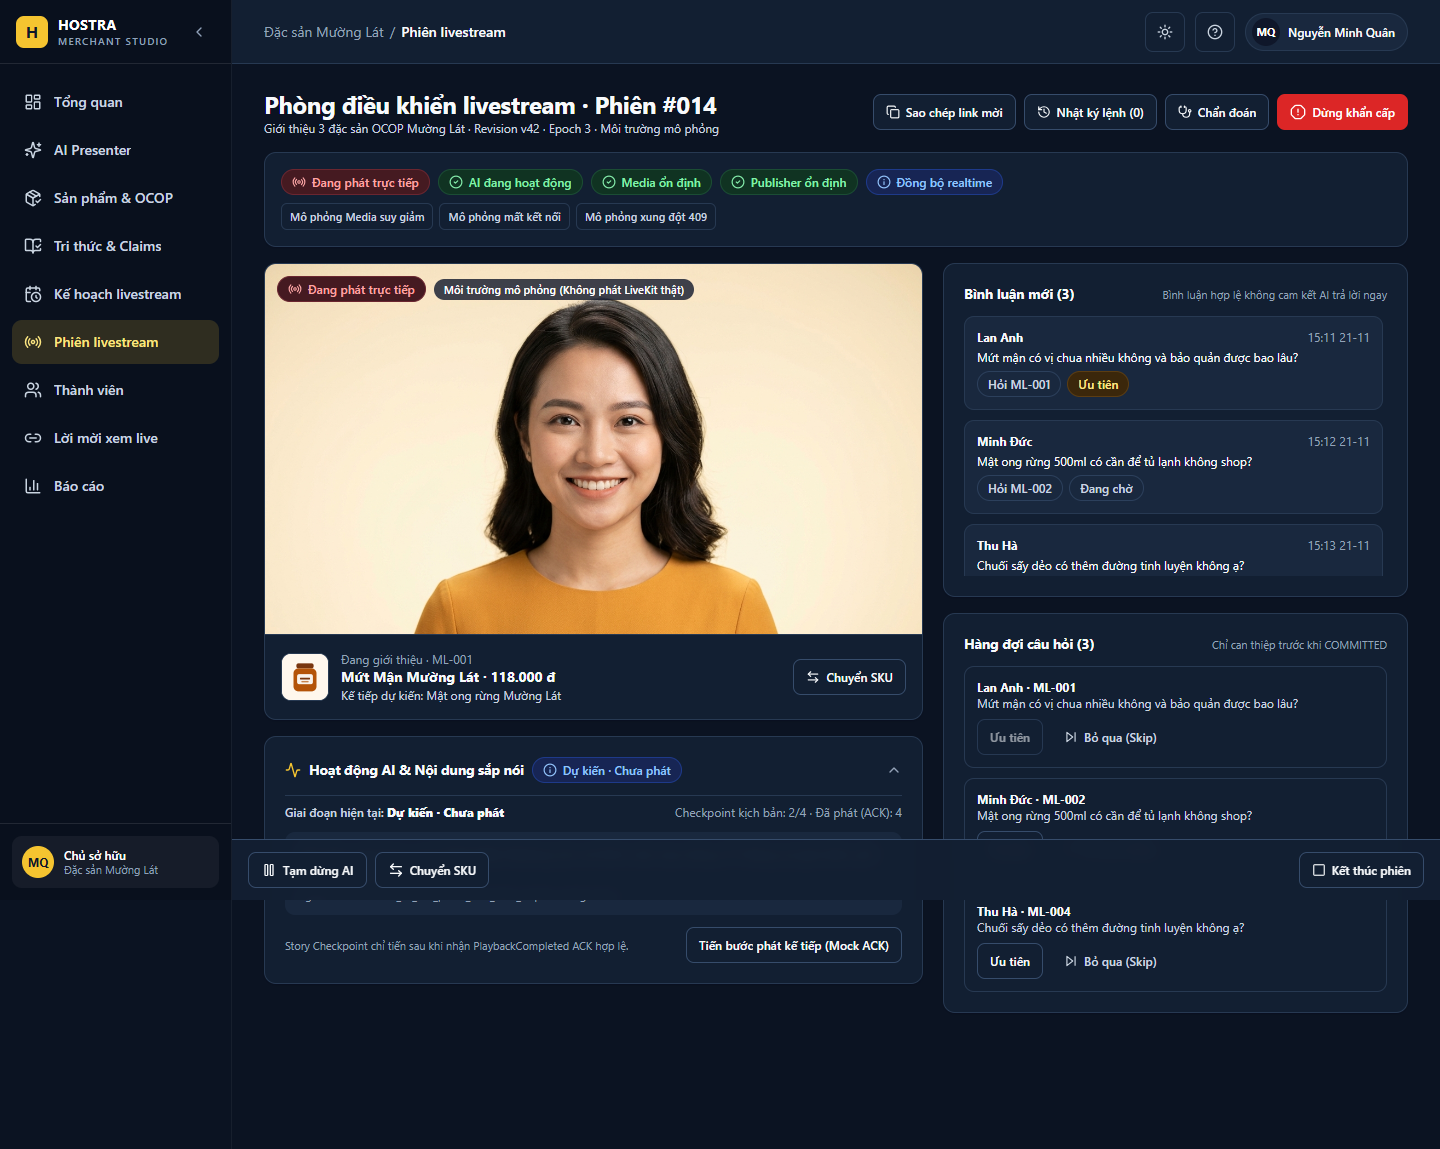 H
HOSTRA
MERCHANT STUDIO
Tổng quan
AI Presenter
Sản phẩm & OCOP
Tri thức & Claims
Kế hoạch livestream
Phiên livestream
Thành viên
Lời mời xem live
Báo cáo
MQ
Chủ sở hữu
Đặc sản Mường Lát
Đặc sản Mường Lát / Phiên livestream
MQ Nguyễn Minh Quân
Phòng điều khiển livestream · Phiên #014
Giới thiệu 3 đặc sản OCOP Mường Lát · Revision v42 · Epoch 3 · Môi trường mô phỏng
Sao chép link mời
Nhật ký lệnh (0)
Chẩn đoán
Dừng khẩn cấp
Đang phát trực tiếp
AI đang hoạt động
Media ổn định
Publisher ổn định
Đồng bộ realtime
Mô phỏng Media suy giảm
Mô phỏng mất kết nối
Mô phỏng xung đột 409
Đang phát trực tiếp
Môi trường mô phỏng (Không phát LiveKit thật)
Đang giới thiệu · ML-001
Mứt Mận Mường Lát · 118.000 đ
Kế tiếp dự kiến: Mật ong rừng Mường Lát
Chuyển SKU
Hoạt động AI & Nội dung sắp nói
Dự kiến · Chưa phát
Giai đoạn hiện tại: Dự kiến · Chưa phát
Checkpoint kịch bản: 2/4 · Đã phát (ACK): 4
Story Checkpoint chỉ tiến sau khi nhận PlaybackCompleted ACK hợp lệ.
Tiến bước phát kế tiếp (Mock ACK)
Bình luận mới (3)
Bình luận hợp lệ không cam kết AI trả lời ngay
Lan Anh
15:11 21-11
Mứt mận có vị chua nhiều không và bảo quản được bao lâu?
Hỏi ML-001
Ưu tiên
Minh Đức
15:12 21-11
Mật ong rừng 500ml có cần để tủ lạnh không shop?
Hỏi ML-002
Đang chờ
Thu Hà
15:13 21-11
Chuối sấy dẻo có thêm đường tinh luyện không ạ?
Hàng đợi câu hỏi (3)
Chỉ can thiệp trước khi COMMITTED
Lan Anh · ML-001
Mứt mận có vị chua nhiều không và bảo quản được bao lâu?
Ưu tiên
Bỏ qua (Skip)
Minh Đức · ML-002
Mật ong rừng 500ml có cần để tủ lạnh không shop?
Thu Hà · ML-004
Chuối sấy dẻo có thêm đường tinh luyện không ạ?
Ưu tiên
Bỏ qua (Skip)
Tạm dừng AI
Chuyển SKU
Kết thúc phiên